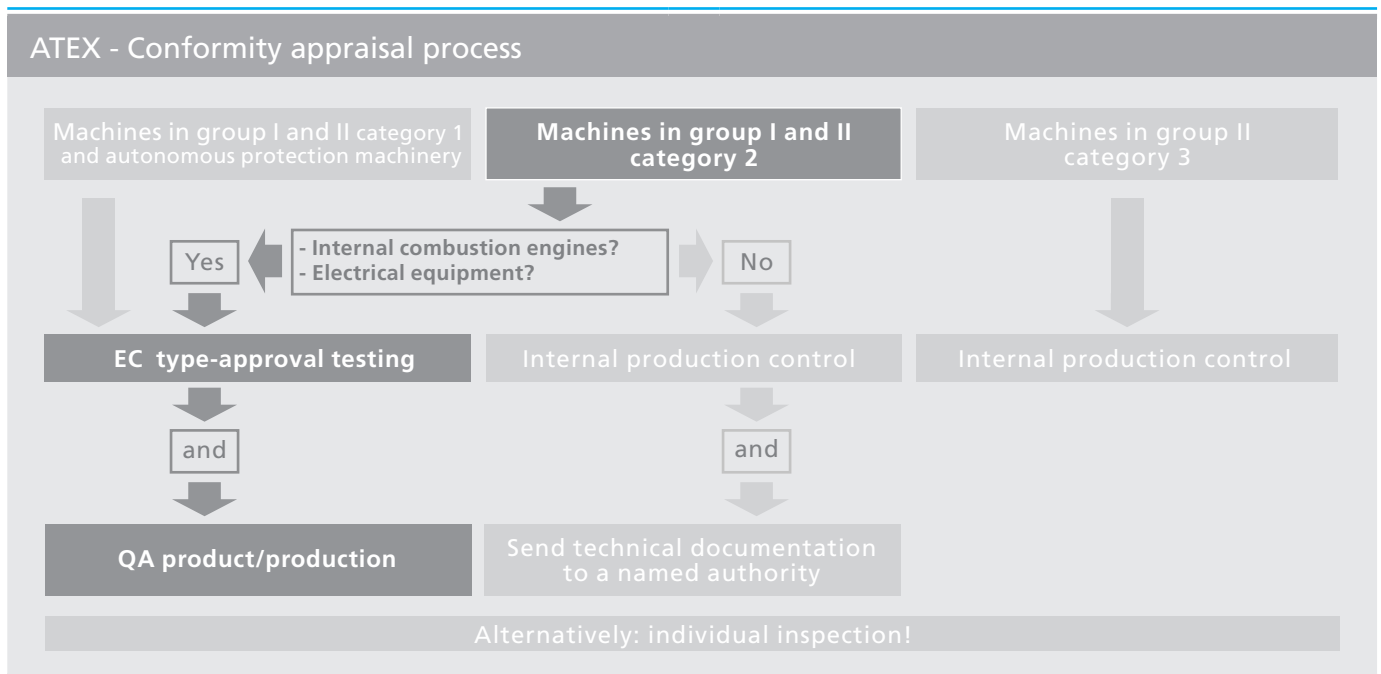 ATEX - Conformity appraisal process
Machines in group I and II category 1
and autonomous protection machinery
Machines in group I and II
category 2
Machines in group II
category 3
Yes
- Internal combustion engines?
- Electrical equipment?
No
EC type-approval testing
Internal production control
Internal production control
and
and
QA product/production
Send technical documentation
to a named authority
Alternatively: individual inspection!